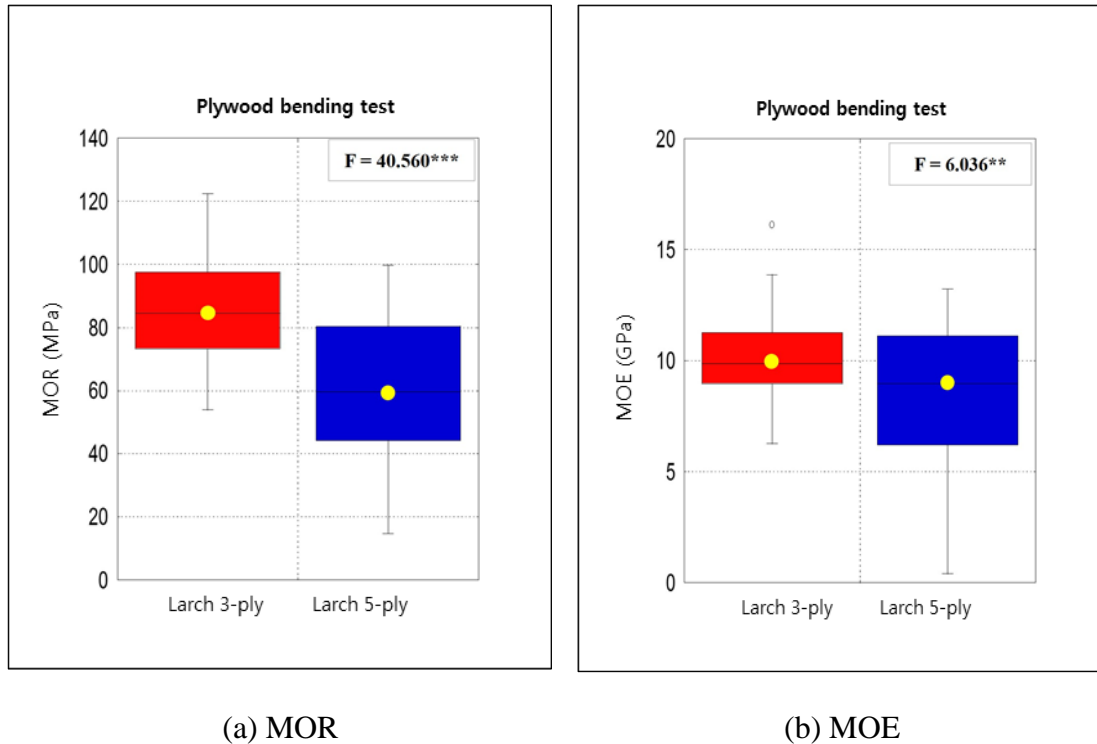 Plywood bending test
F = 40.560***
MOR (MPa)
140
120
100
80
60
40
20
0
Larch 3-ply Larch 5-ply
(a) MOR
Plywood bending test
F = 6.036**
MOE (GPa)
20
15
10
5
0
Larch 3-ply Larch 5-ply
(b) MOE